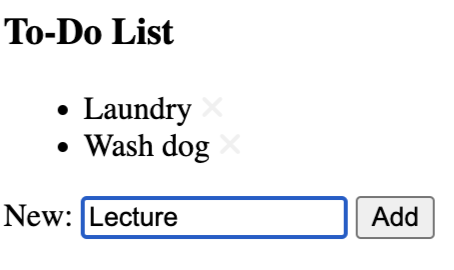 To-Do List
• Laundry ×
• Wash dog ×
New: Lecture Add